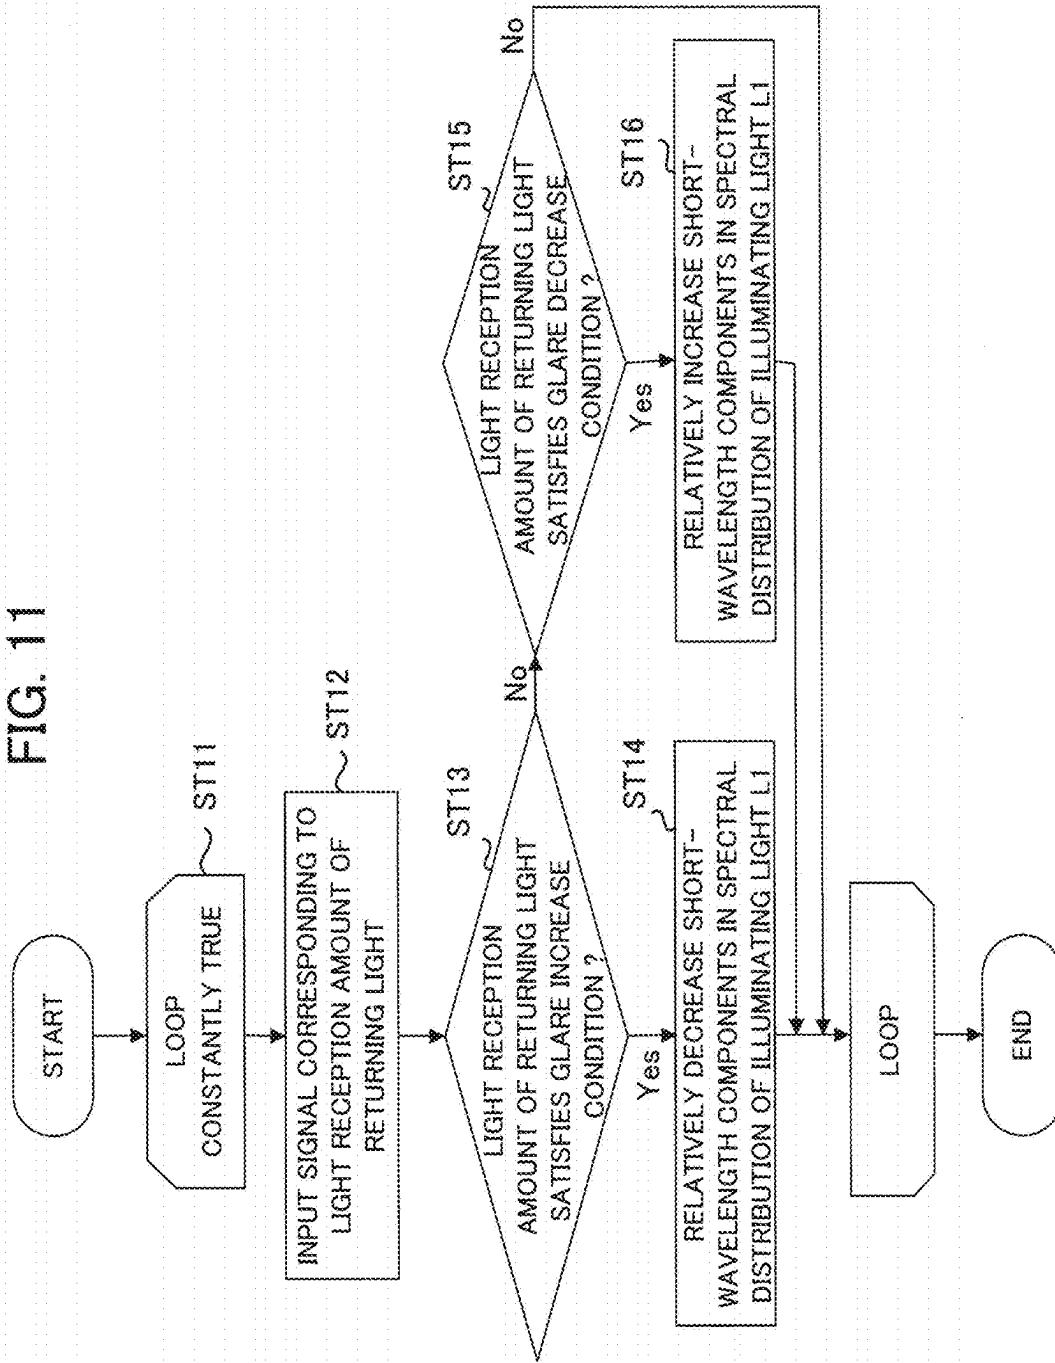 FIG. 11
START
LOOP
CONSTANTLY TRUE
ST11
INPUT SIGNAL CORRESPONDING TO
LIGHT RECEPTION AMOUNT OF
RETURNING LIGHT
ST12
LIGHT RECEPTION
AMOUNT OF RETURNING LIGHT
SATISFIES GLARE INCREASE
CONDITION ?
ST13
No
Yes
LIGHT RECEPTION
AMOUNT OF RETURNING LIGHT
SATISFIES GLARE DECREASE
CONDITION ?
ST15
No
Yes
RELATIVELY DECREASE SHORT-
WAVELENGTH COMPONENTS IN SPECTRAL
DISTRIBUTION OF ILLUMINATING LIGHT L1
ST14
RELATIVELY INCREASE SHORT-
WAVELENGTH COMPONENTS IN SPECTRAL
DISTRIBUTION OF ILLUMINATING LIGHT L1
ST16
LOOP
END